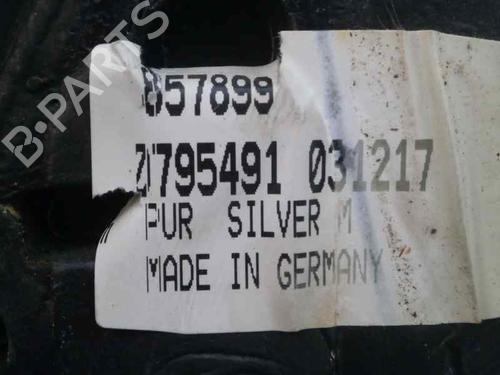 857899
0795491 031217
PUR SILVER M
MADE IN GERMANY
B-PARTS